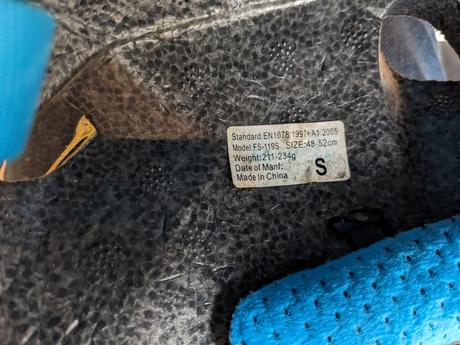 Standard:EN1078:1997+A1:2005
Model:FS-119S SIZE:48-52cm
Weight:211-234g
Date of Manf:
Made In China
S